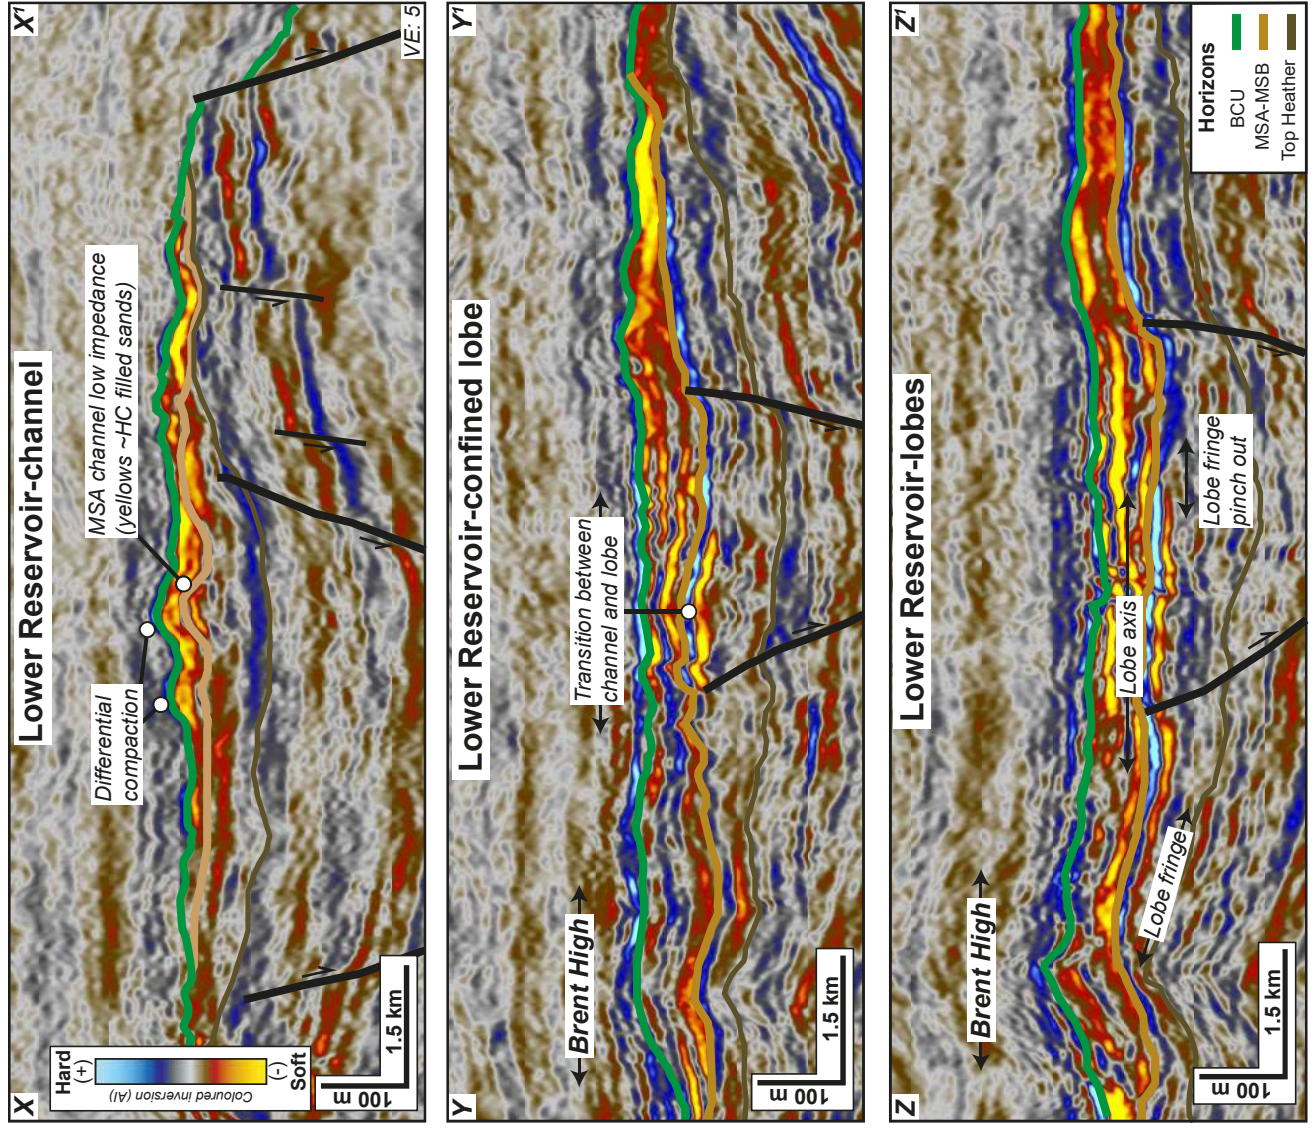 Lower Reservoir-channel
X
X¹
VE: 5
MSA channel low impedance
(yellows ~HC filled sands)
Differential
compaction
Hard
(+)
Coloured inversion (AI)
(-)
Soft
100 m
1.5 km
Lower Reservoir-confined lobe
Y
Y¹
Transition between
channel and lobe
Brent High
100 m
1.5 km
Lower Reservoir-lobes
Z
Z¹
Brent High
Lobe axis
Lobe fringe
Lobe fringe
pinch out
100 m
1.5 km
Horizons
BCU
MSA-MSB
Top Heather